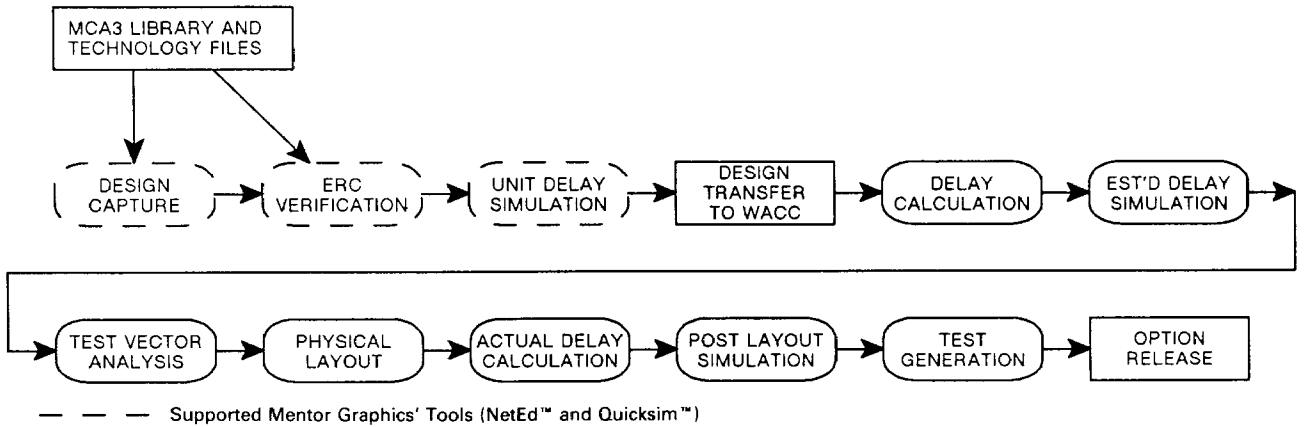 MCA3 LIBRARY AND
TECHNOLOGY FILES
DESIGN
CAPTURE
ERC
VERIFICATION
UNIT DELAY
SIMULATION
DESIGN
TRANSFER
TO WACC
DELAY
CALCULATION
EST'D DELAY
SIMULATION
TEST VECTOR
ANALYSIS
PHYSICAL
LAYOUT
ACTUAL DELAY
CALCULATION
POST LAYOUT
SIMULATION
TEST
GENERATION
OPTION
RELEASE
Supported Mentor Graphics' Tools (NetEd™ and Quicksim™)